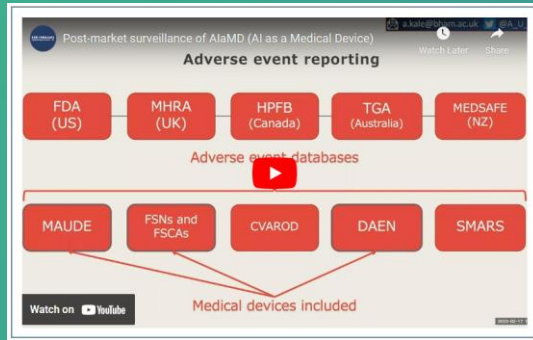 a.kale@bham.ac.uk @A_U
Post-market surveillance of AIaMD (AI as a Medical Device)
Watch Later
Share
Adverse event reporting
FDA
(US)
MHRA
(UK)
HPFB
(Canada)
TGA
(Australia)
MEDSAFE
(NZ)
Adverse event databases
MAUDE
FSNs and
FSCAs
CVAROD
DAEN
SMARS
Medical devices included
Watch on YouTube